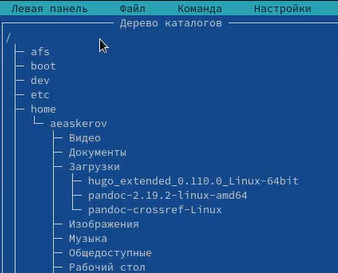 Левая панель Файл Команда Настройки
Дерево каталогов
/
afs
boot
dev
etc
home
aeaskerov
Видео
Документы
Загрузки
hugo_extended_0.110.0_Linux-64bit
pandoc-2.19.2-linux-amd64
pandoc-crossref-Linux
Изображения
Музыка
Общедоступные
Рабочий стол